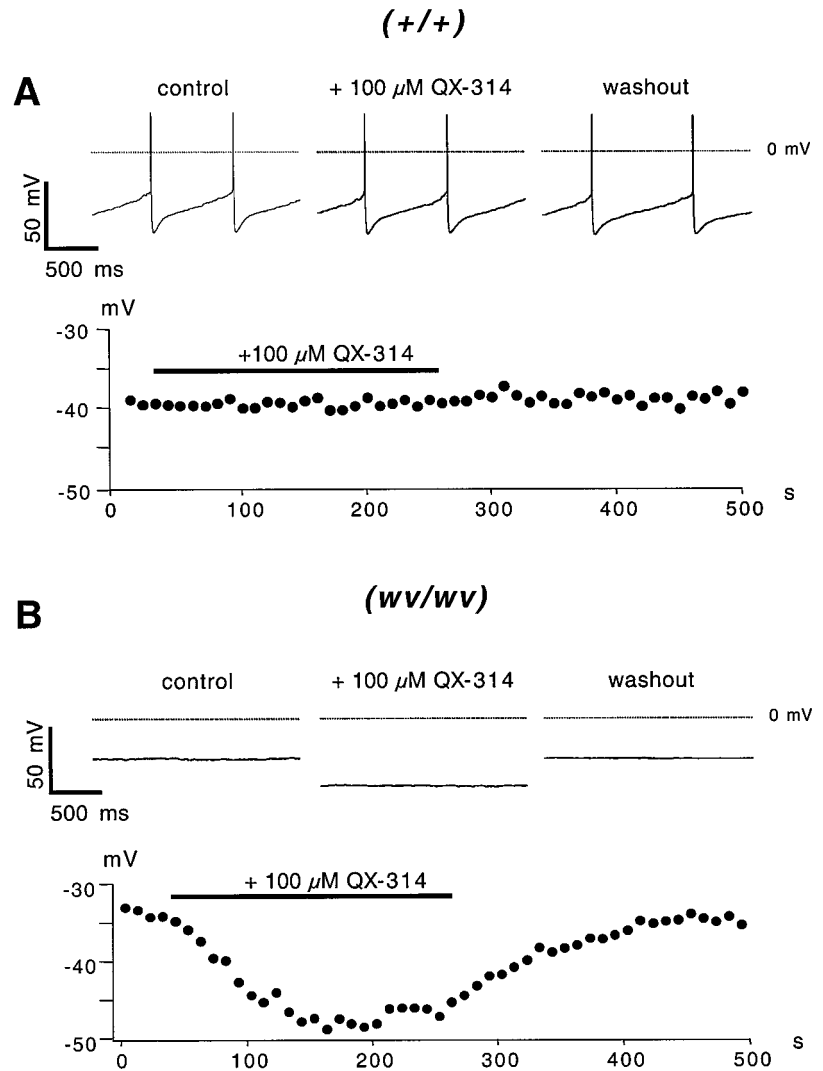 (+/+)
A
control + 100 µM QX-314 washout
0 mV
50 mV
500 ms
mV
+100 µM QX-314
-30
-40
-50
0 100 200 300 400 500 s
(wv/wv)
B
control + 100 µM QX-314 washout
0 mV
50 mV
500 ms
mV
+ 100 µM QX-314
-30
-40
-50
0 100 200 300 400 500 s